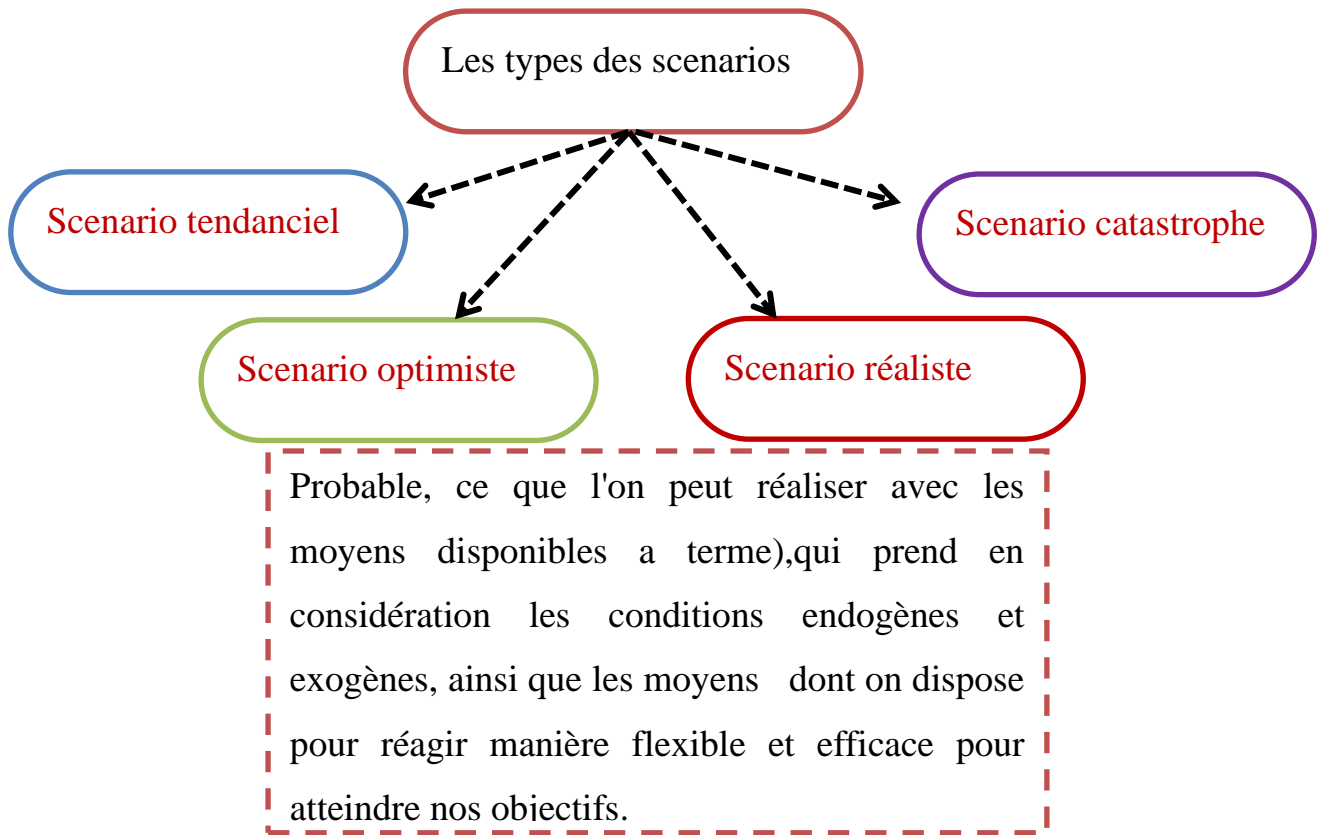 Les types des scenarios
Scenario tendanciel
Scenario catastrophe
Scenario optimiste
Scenario réaliste
Probable, ce que l'on peut réaliser avec les
moyens disponibles a terme),qui prend en
considération les conditions endogènes et
exogènes, ainsi que les moyens dont on dispose
pour réagir manière flexible et efficace pour
atteindre nos objectifs.